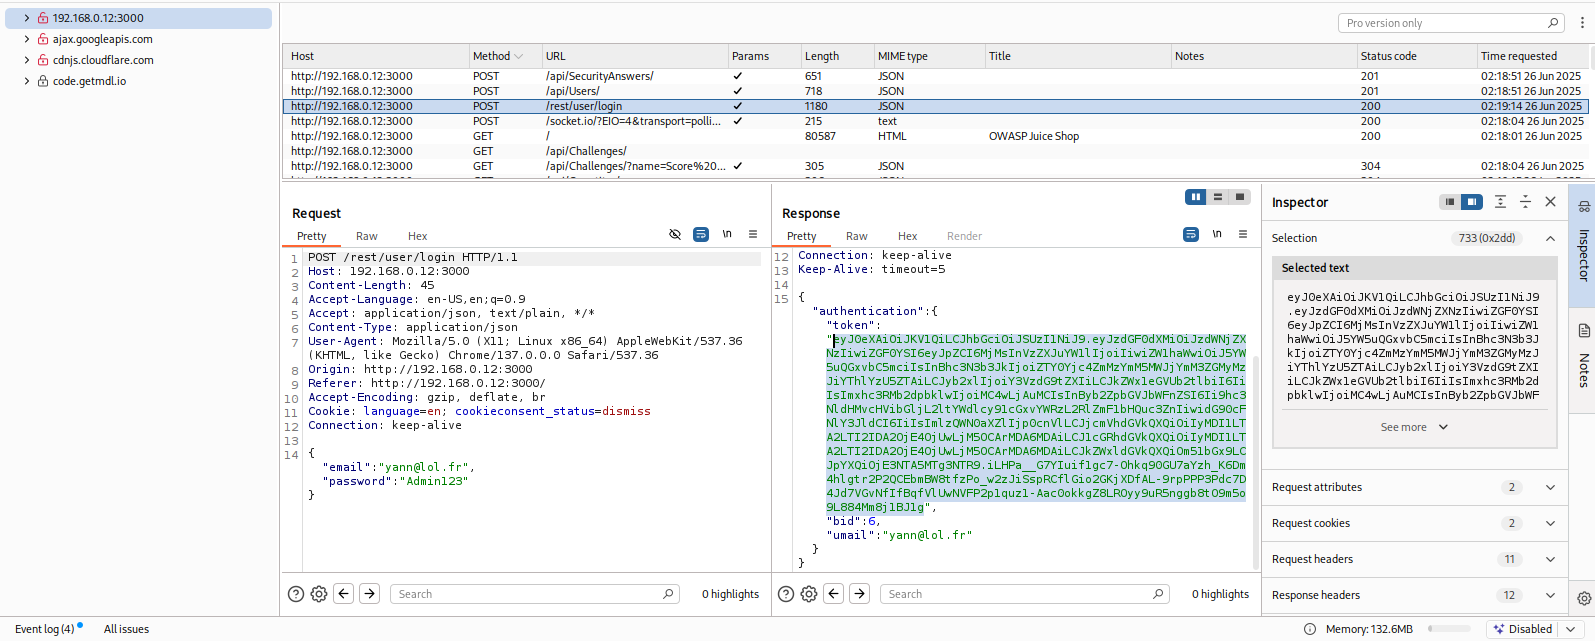 192.168.0.12:3000
ajax.googleapis.com
cdnjs.cloudflare.com
code.getmdl.io
Pro version only
Host Method URL Params Length MIME type Title Notes Status code Time requested
http://192.168.0.12:3000 POST /api/SecurityAnswers/ ✓ 651 JSON 201 02:18:51 26 Jun 2025
http://192.168.0.12:3000 POST /api/Users/ ✓ 718 JSON 201 02:18:51 26 Jun 2025
http://192.168.0.12:3000 POST /rest/user/login ✓ 1180 JSON 200 02:19:14 26 Jun 2025
http://192.168.0.12:3000 POST /socket.io/?EIO=4&transport=polli... ✓ 215 text 200 02:18:04 26 Jun 2025
http://192.168.0.12:3000 GET / 80587 HTML OWASP Juice Shop 200 02:18:01 26 Jun 2025
http://192.168.0.12:3000 GET /api/Challenges/
http://192.168.0.12:3000 GET /api/Challenges/?name=Score%20... ✓ 305 JSON 304 02:18:04 26 Jun 2025
Request
Pretty Raw Hex
\n
1 POST /rest/user/login HTTP/1.1
2 Host: 192.168.0.12:3000
3 Content-Length: 45
4 Accept-Language: en-US,en;q=0.9
5 Accept: application/json, text/plain, */*
6 Content-Type: application/json
7 User-Agent: Mozilla/5.0 (X11; Linux x86_64) AppleWebKit/537.36
(KHTML, like Gecko) Chrome/137.0.0.0 Safari/537.36
8 Origin: http://192.168.0.12:3000
9 Referer: http://192.168.0.12:3000/
10 Accept-Encoding: gzip, deflate, br
11 Cookie: language=en; cookieconsent_status=dismiss
12 Connection: keep-alive
13
14 {
"email":"yann@lol.fr",
"password":"Admin123"
}
Search
0 highlights
Response
Pretty Raw Hex Render
\n
12 Connection: keep-alive
13 Keep-Alive: timeout=5
14
15 {
"authentication":{
"token":
"bid":6,
"umail":"yann@lol.fr"
}
}
Search
0 highlights
Inspector
Selection 733 (0x2dd)
Selected text
eyJ0eXAiOiJKV1QiLCJhbGciOiJSUzI1NiJ9
See more
Request attributes 2
Request cookies 2
Request headers 11
Response headers 12
Inspector
Notes
Event log (4) All issues
Memory: 132.6MB
Disabled